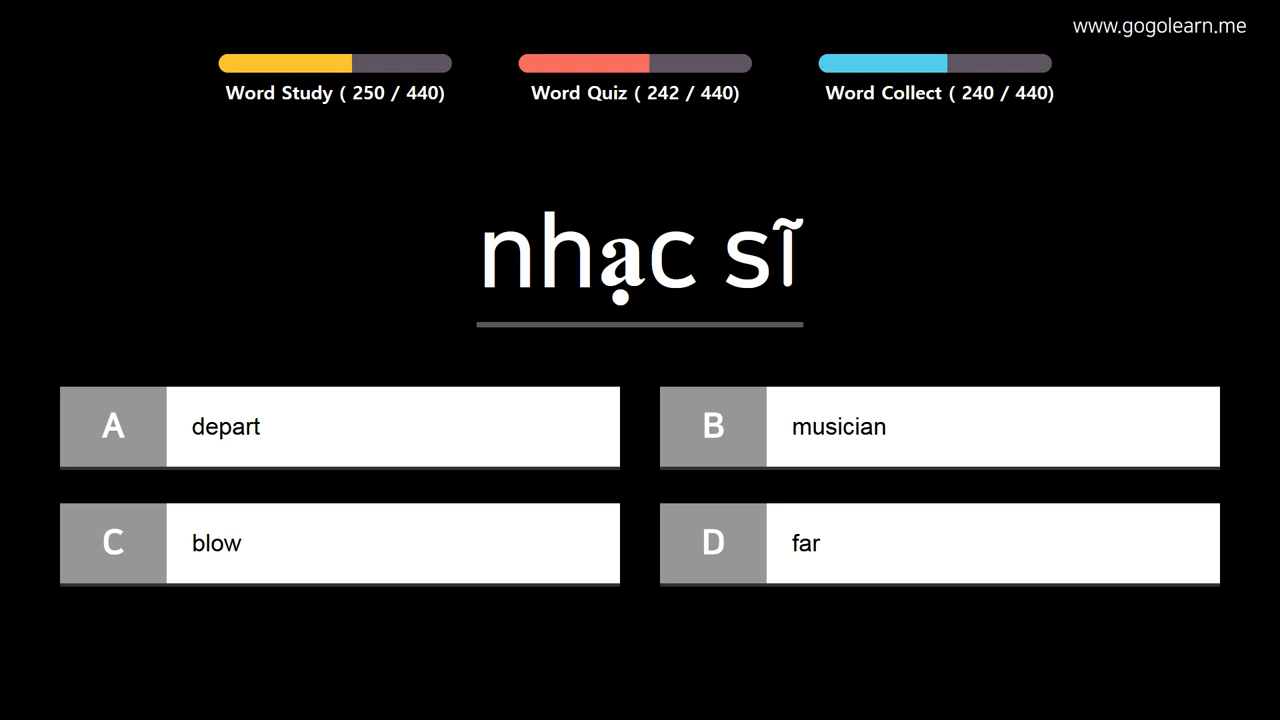 www.gogolearn.me
Word Study ( 250 / 440)
Word Quiz ( 242 / 440)
Word Collect ( 240 / 440)
nhạc sĩ
A depart
B musician
C blow
D far